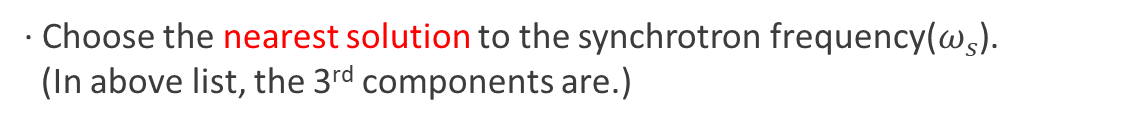 · Choose the nearest solution to the synchrotron frequency(ωₛ).
(In above list, the 3ʳᵈ components are.)